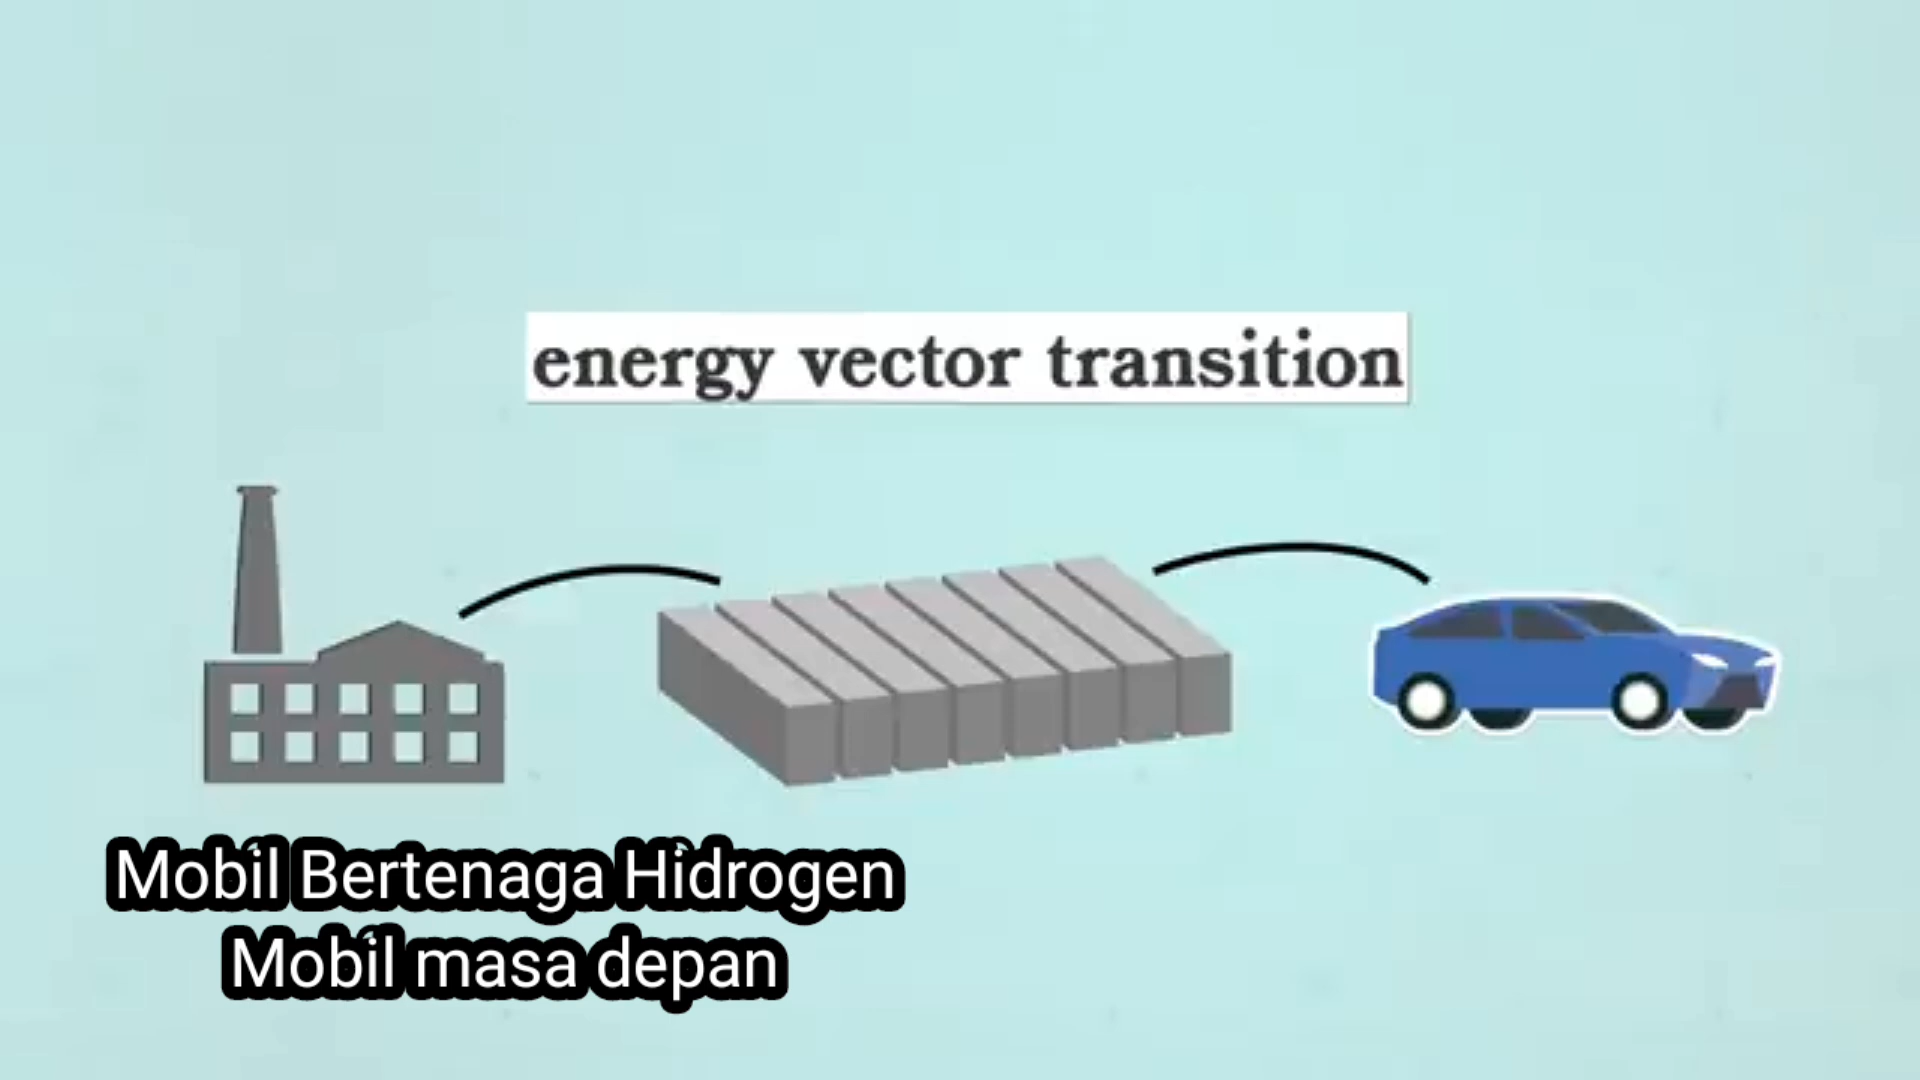 energy vector transition
Mobil Bertenaga Hidrogen
Mobil masa depan